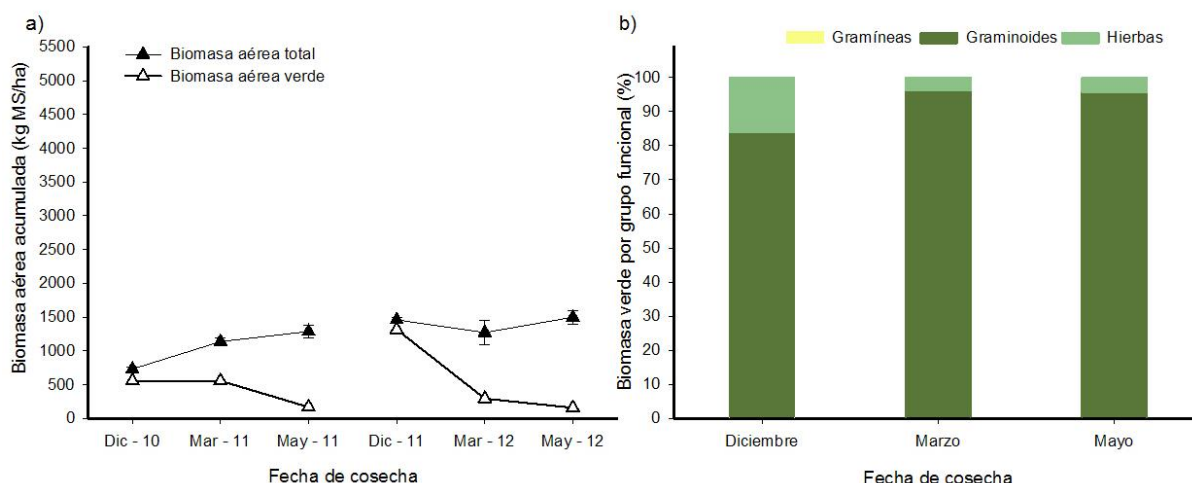 a)
Biomasa aérea total
Biomasa aérea verde
Biomasa aérea acumulada (kg MS/ha)
5500
5000
4500
4000
3500
3000
2500
2000
1500
1000
500
0
Dic - 10
Mar - 11
May - 11
Dic - 11
Mar - 12
May - 12
Fecha de cosecha
b)
Gramíneas
Graminoides
Hierbas
Biomasa verde por grupo funcional (%)
100
90
80
70
60
50
40
30
20
10
0
Diciembre
Marzo
Mayo
Fecha de cosecha